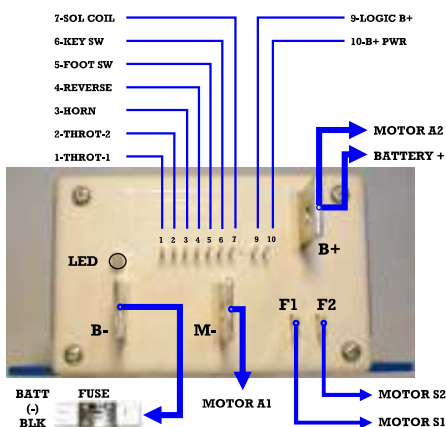 7-SOL COIL
6-KEY SW
5-FOOT SW
4-REVERSE
3-HORN
2-THROT-2
1-THROT-1
9-LOGIC B+
10-B+ PWR
MOTOR A2
BATTERY +
1 2 3 4 5 6 7 9 10
LED
B+
B-
M-
F1 F2
BATT
(-)
BLK
FUSE
MOTOR A1
MOTOR S2
MOTOR S1